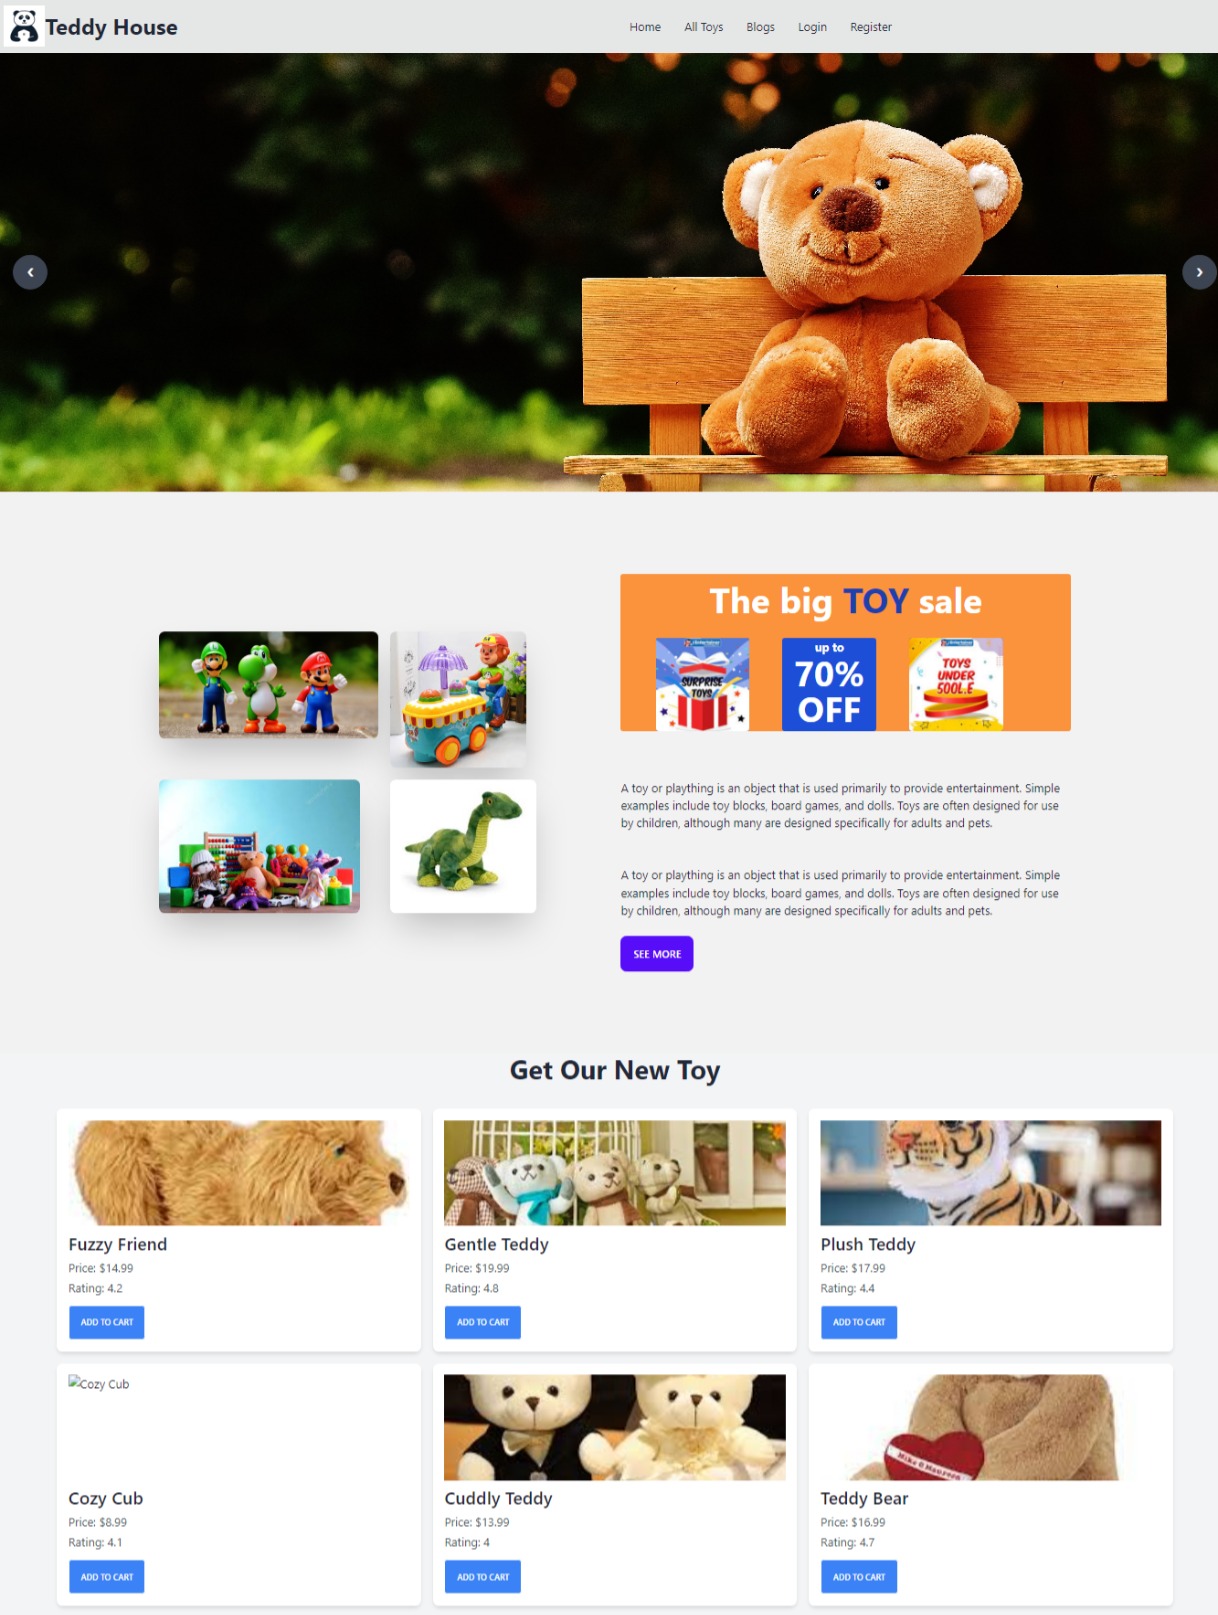 Teddy House
Home All Toys Blogs Login Register
‹ ›
The big TOY sale
SURPRISE
TOYS
up to
70%
OFF
TOYS
UNDER
500L.E
A toy or plaything is an object that is used primarily to provide entertainment. Simple
examples include toy blocks, board games, and dolls. Toys are often designed for use
by children, although many are designed specifically for adults and pets.
A toy or plaything is an object that is used primarily to provide entertainment. Simple
examples include toy blocks, board games, and dolls. Toys are often designed for use
by children, although many are designed specifically for adults and pets.
SEE MORE
Get Our New Toy
Fuzzy Friend
Price: $14.99
Rating: 4.2
ADD TO CART
Gentle Teddy
Price: $19.99
Rating: 4.8
ADD TO CART
Plush Teddy
Price: $17.99
Rating: 4.4
ADD TO CART
Cozy Cub
Cozy Cub
Price: $8.99
Rating: 4.1
ADD TO CART
Cuddly Teddy
Price: $13.99
Rating: 4
ADD TO CART
Mike & Maureen
Teddy Bear
Price: $16.99
Rating: 4.7
ADD TO CART